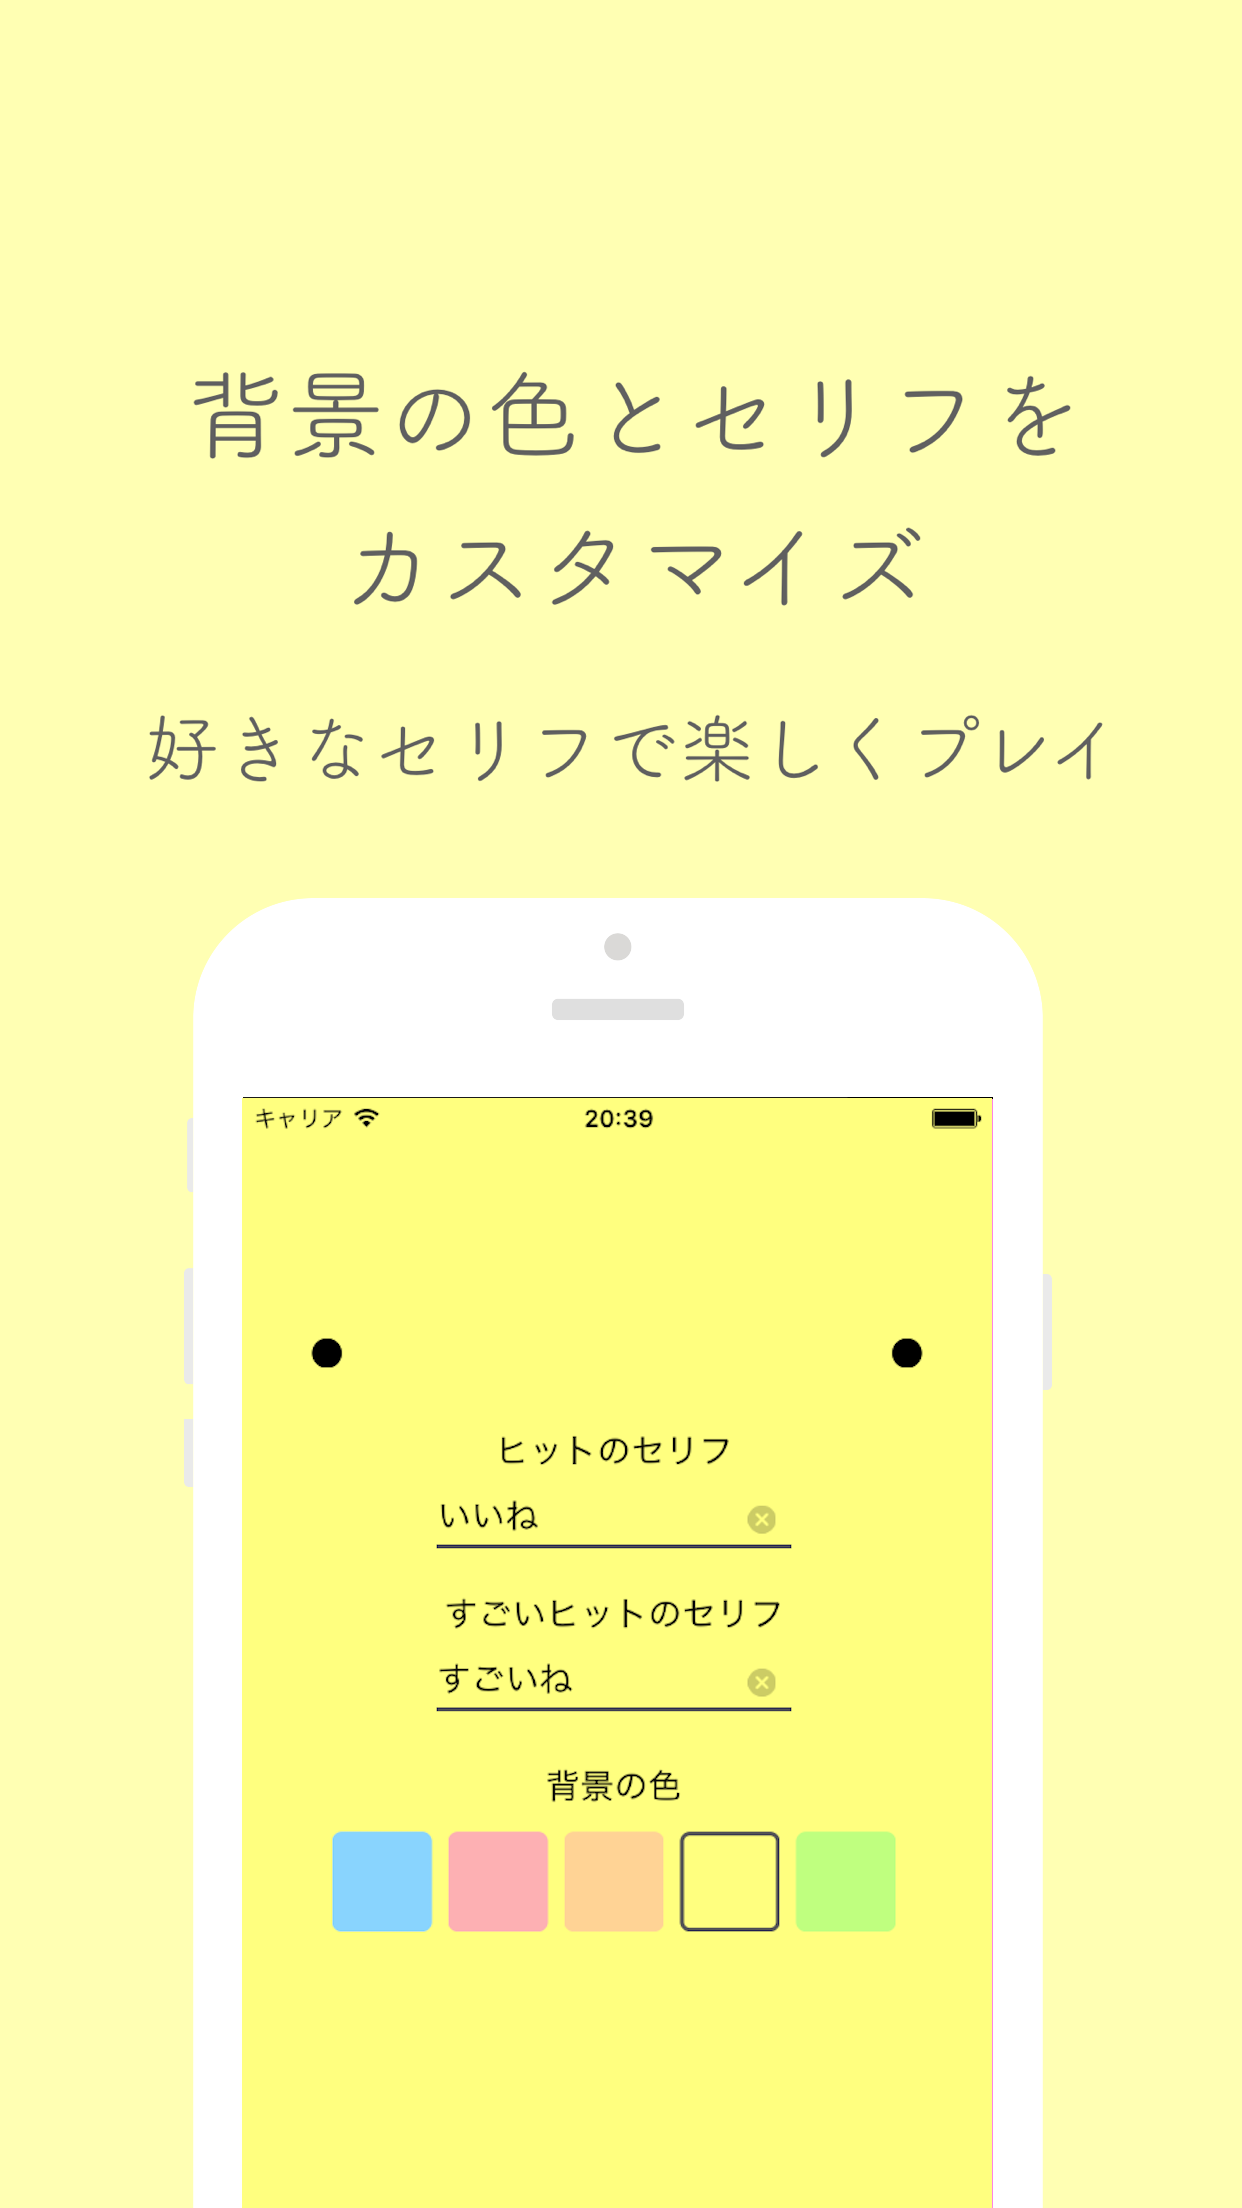 背景の色とセリフを
カスタマイズ
好きなセリフで楽しくプレイ
キャリア 20:39
ヒットのセリフ
いいね
すごいヒットのセリフ
すごいね
背景の色